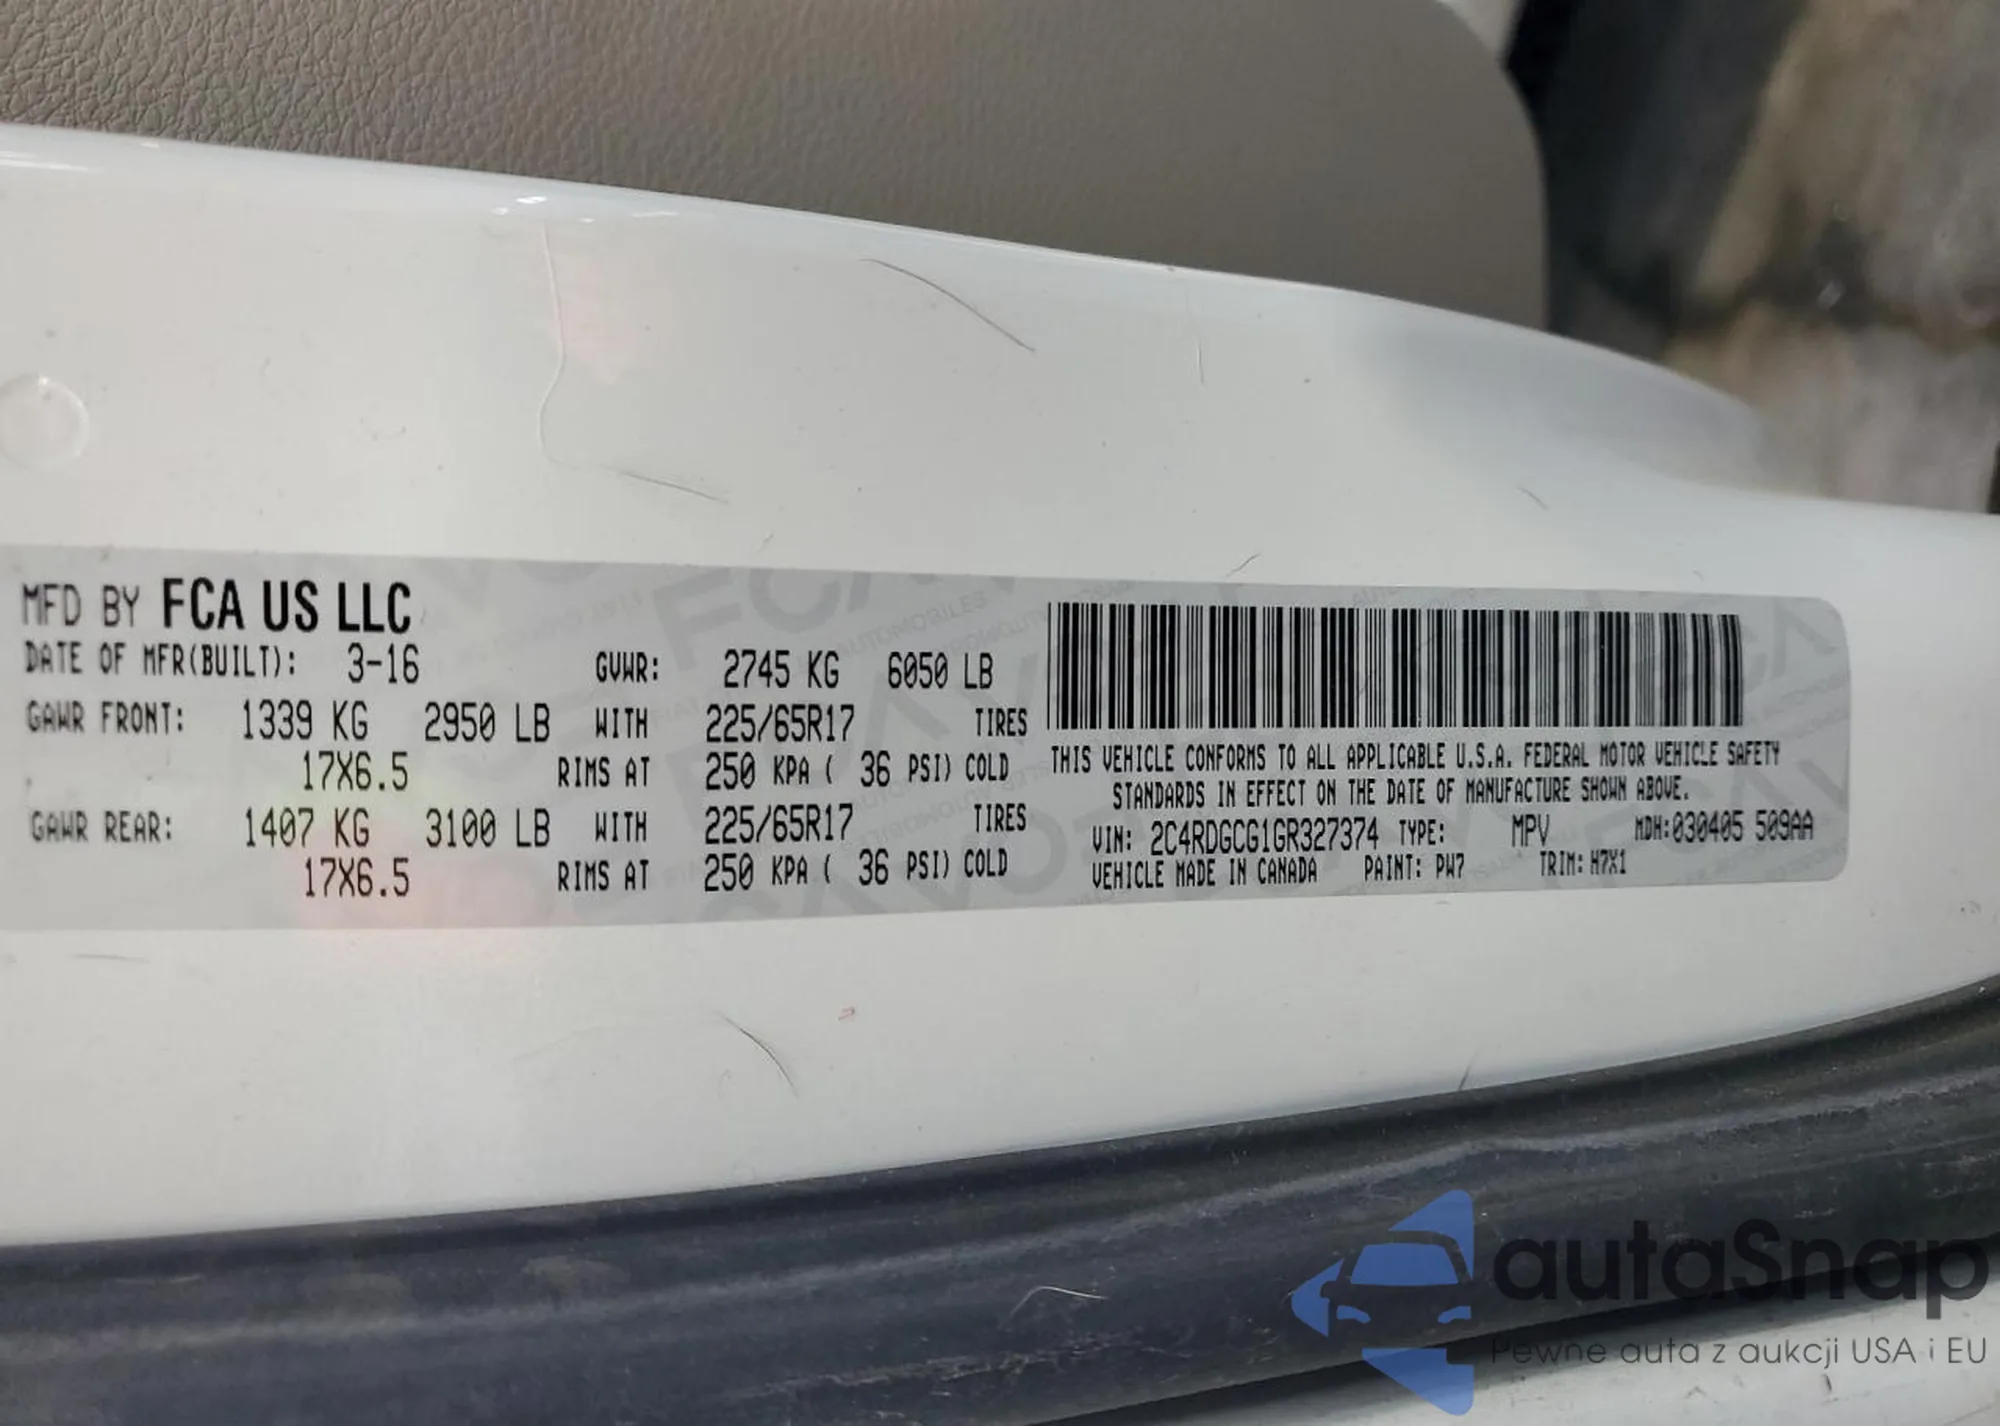 MFD BY FCA US LLC
DATE OF MFR(BUILT): 3-16 GVWR: 2745 KG 6050 LB
GAWR FRONT: 1339 KG 2950 LB WITH 225/65R17 TIRES
17X6.5 RIMS AT 250 KPA ( 36 PSI) COLD
GAWR REAR: 1407 KG 3100 LB WITH 225/65R17 TIRES
17X6.5 RIMS AT 250 KPA ( 36 PSI) COLD
THIS VEHICLE CONFORMS TO ALL APPLICABLE U.S.A. FEDERAL MOTOR VEHICLE SAFETY
STANDARDS IN EFFECT ON THE DATE OF MANUFACTURE SHOWN ABOVE.
VIN: 2C4RDGCG1GR327374 TYPE: MPV MDH:030405 509AA
VEHICLE MADE IN CANADA PAINT: PW7 TRIM: H7X1
autaSnap
Pewne auta z aukcji USA i EU